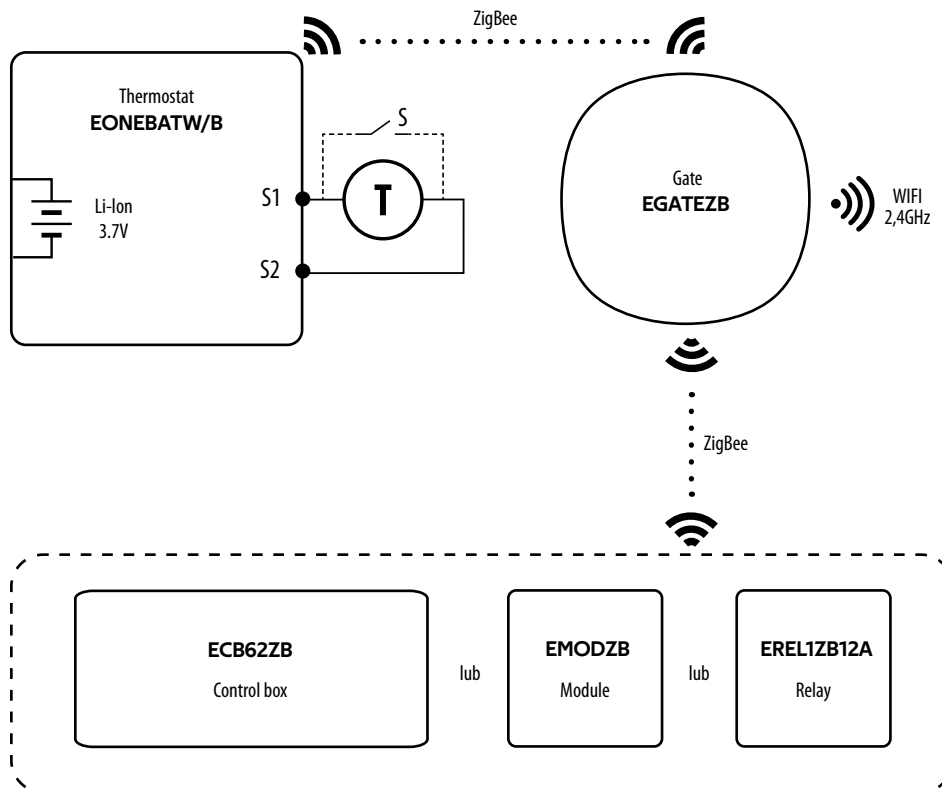 ZigBee
Thermostat
EONEBATW/B
Li-Ion
3.7V
S1
S2
S
T
Gate
EGATEZB
WIFI
2,4GHz
ZigBee
ECB62ZB
Control box
lub
EMODZB
Module
lub
EREL1ZB12A
Relay